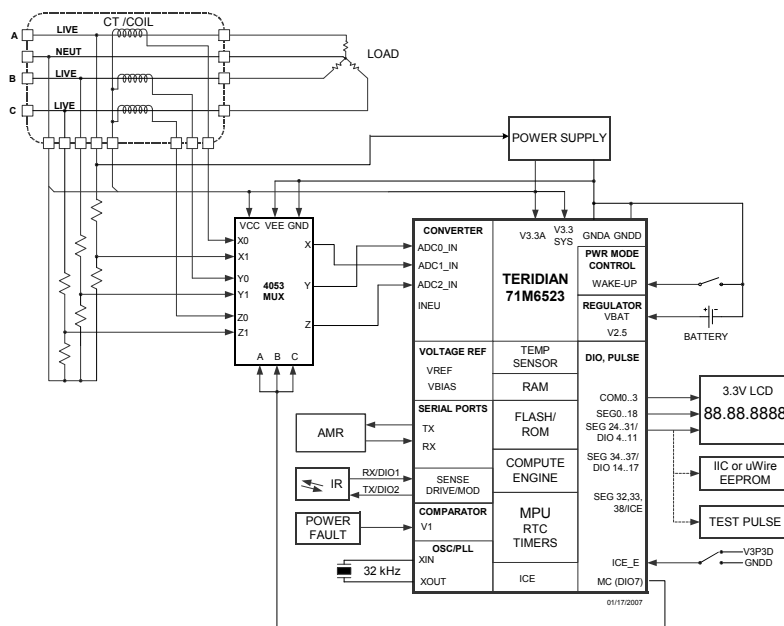 CT /COIL
A
LIVE
NEUT
LOAD
B
LIVE
C
LIVE
POWER SUPPLY
VCC VEE GND
X0
X1
Y0
Y1
Z0
Z1
4053
MUX
X
Y
Z
A B C
CONVERTER
ADC0_IN
ADC1_IN
ADC2_IN
INEU
V3.3A
V3.3
SYS
GNDA GNDD
TERIDIAN
71M6523
PWR MODE
CONTROL
WAKE-UP
REGULATOR
VBAT
V2.5
BATTERY
VOLTAGE REF
VREF
VBIAS
TEMP
SENSOR
RAM
DIO, PULSE
COM0..3
SEG0..18
SEG 24..31/
DIO 4..11
SEG 34..37/
DIO 14..17
SEG 32,33,
38/ICE
3.3V LCD
88.88.8888
IIC or uWire
EEPROM
TEST PULSE
SERIAL PORTS
TX
RX
AMR
FLASH/
ROM
IR
RX/DIO1
TX/DIO2
SENSE
DRIVE/MOD
COMPUTE
ENGINE
POWER
FAULT
COMPARATOR
V1
MPU
RTC
TIMERS
OSC/PLL
XIN
XOUT
32 kHz
ICE
ICE_E
V3P3D
GNDD
MC (DIO7)
01/17/2007